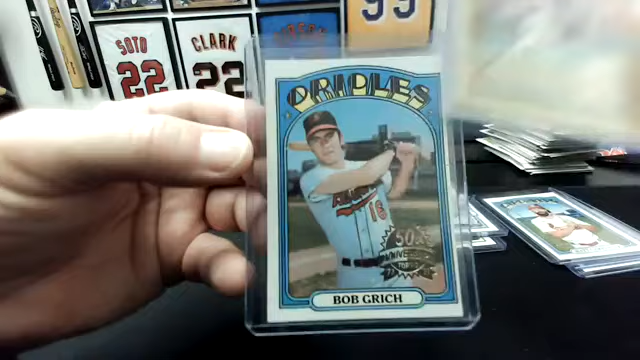 SOTO
22
CLARK
22
99
ORIOLES
16
50th
ANNIVERSARY
BOB GRICH